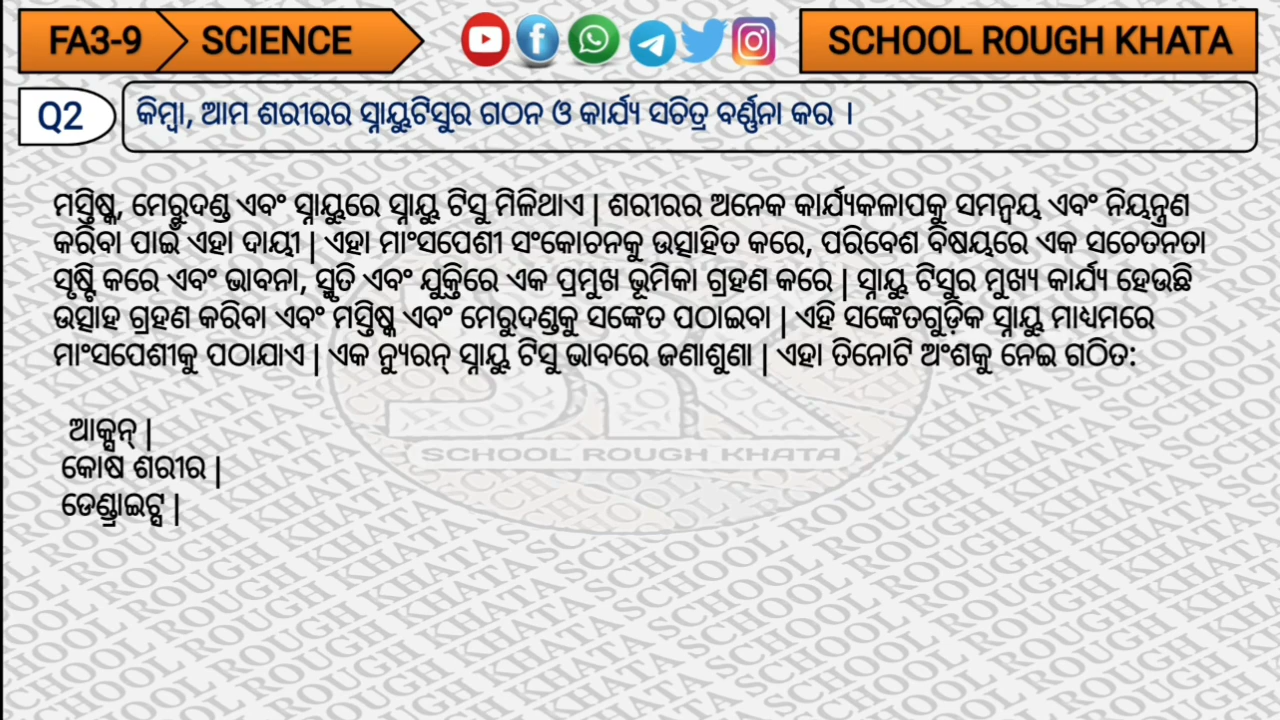 FA3-9 SCIENCE SCHOOL ROUGH KHATA
Q2 କିମ୍ବା, ଆମ ଶରୀରର ସ୍ନାୟୁଟିସୁର ଗଠନ ଓ କାର୍ଯ୍ୟ ସଚିତ୍ର ବର୍ଣ୍ଣନା କର ।
ମସ୍ତିଷ୍କ, ମେରୁଦଣ୍ଡ ଏବଂ ସ୍ନାୟୁରେ ସ୍ନାୟୁ ଟିସୁ ମିଳିଥାଏ | ଶରୀରର ଅନେକ କାର୍ଯ୍ୟକଳାପକୁ ସମନ୍ୱୟ ଏବଂ ନିୟନ୍ତ୍ରଣ
କରିବା ପାଇଁ ଏହା ଦାୟୀ | ଏହା ମାଂସପେଶୀ ସଂକୋଚନକୁ ଉତ୍ସାହିତ କରେ, ପରିବେଶ ବିଷୟରେ ଏକ ସଚେତନତା
ସୃଷ୍ଟି କରେ ଏବଂ ଭାବନା, ସ୍ମୃତି ଏବଂ ଯୁକ୍ତିରେ ଏକ ପ୍ରମୁଖ ଭୂମିକା ଗ୍ରହଣ କରେ | ସ୍ନାୟୁ ଟିସୁର ମୁଖ୍ୟ କାର୍ଯ୍ୟ ହେଉଛି
ଉତ୍ସାହ ଗ୍ରହଣ କରିବା ଏବଂ ମସ୍ତିଷ୍କ ଏବଂ ମେରୁଦଣ୍ଡକୁ ସଙ୍କେତ ପଠାଇବା | ଏହି ସଙ୍କେତଗୁଡ଼ିକ ସ୍ନାୟୁ ମାଧ୍ୟମରେ
ମାଂସପେଶୀକୁ ପଠାଯାଏ | ଏକ ନ୍ୟୁରନ୍ ସ୍ନାୟୁ ଟିସୁ ଭାବରେ ଜଣାଶୁଣା | ଏହା ତିନୋଟି ଅଂଶକୁ ନେଇ ଗଠିତ:
ଆକ୍ସନ୍ |
କୋଷ ଶରୀର |
ଡେଣ୍ଡ୍ରାଇଟ୍ସ |
SCHOOL ROUGH KHATA